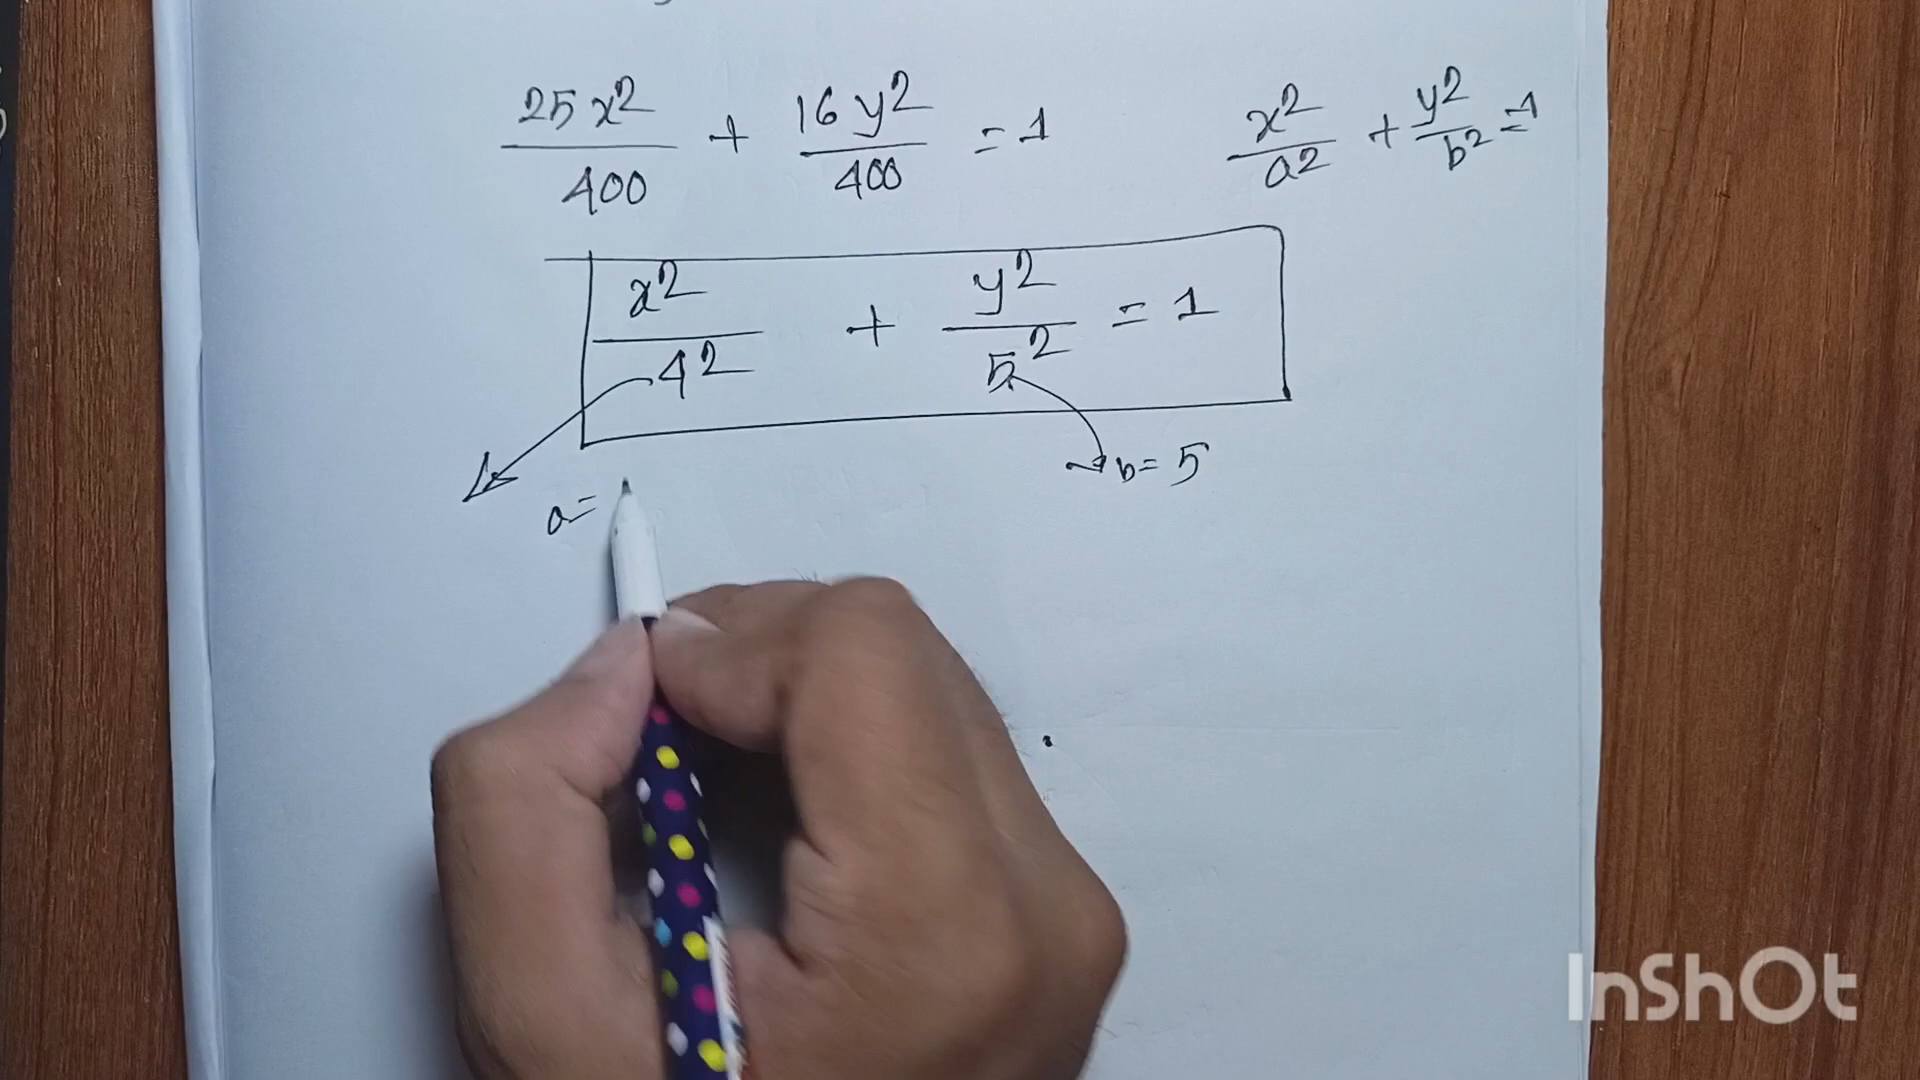 25x²/400 + 16y²/400 = 1
x²/a² + y²/b² = 1
x²/4² + y²/5² = 1
b = 5
a =
InShOt